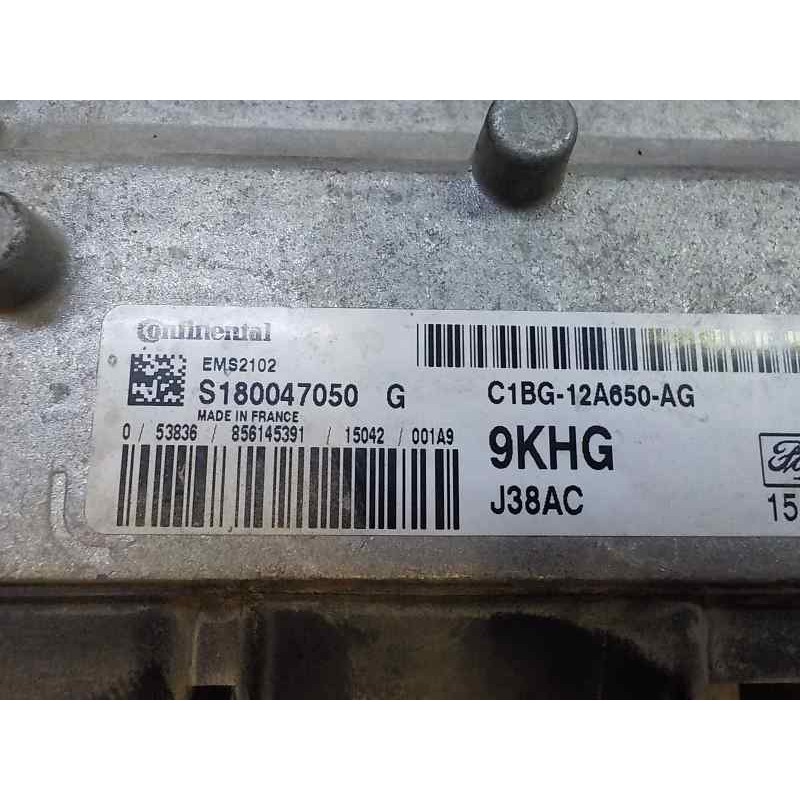 Continental
EMS2102
S180047050 G
MADE IN FRANCE
0 / 53836 / 856145391 / 15042 / 001A9
C1BG-12A650-AG
9KHG
J38AC
15